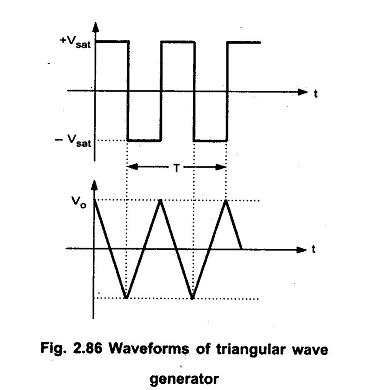 +Vsat
t
– Vsat
T
Vo
t
Fig. 2.86 Waveforms of triangular wave
generator